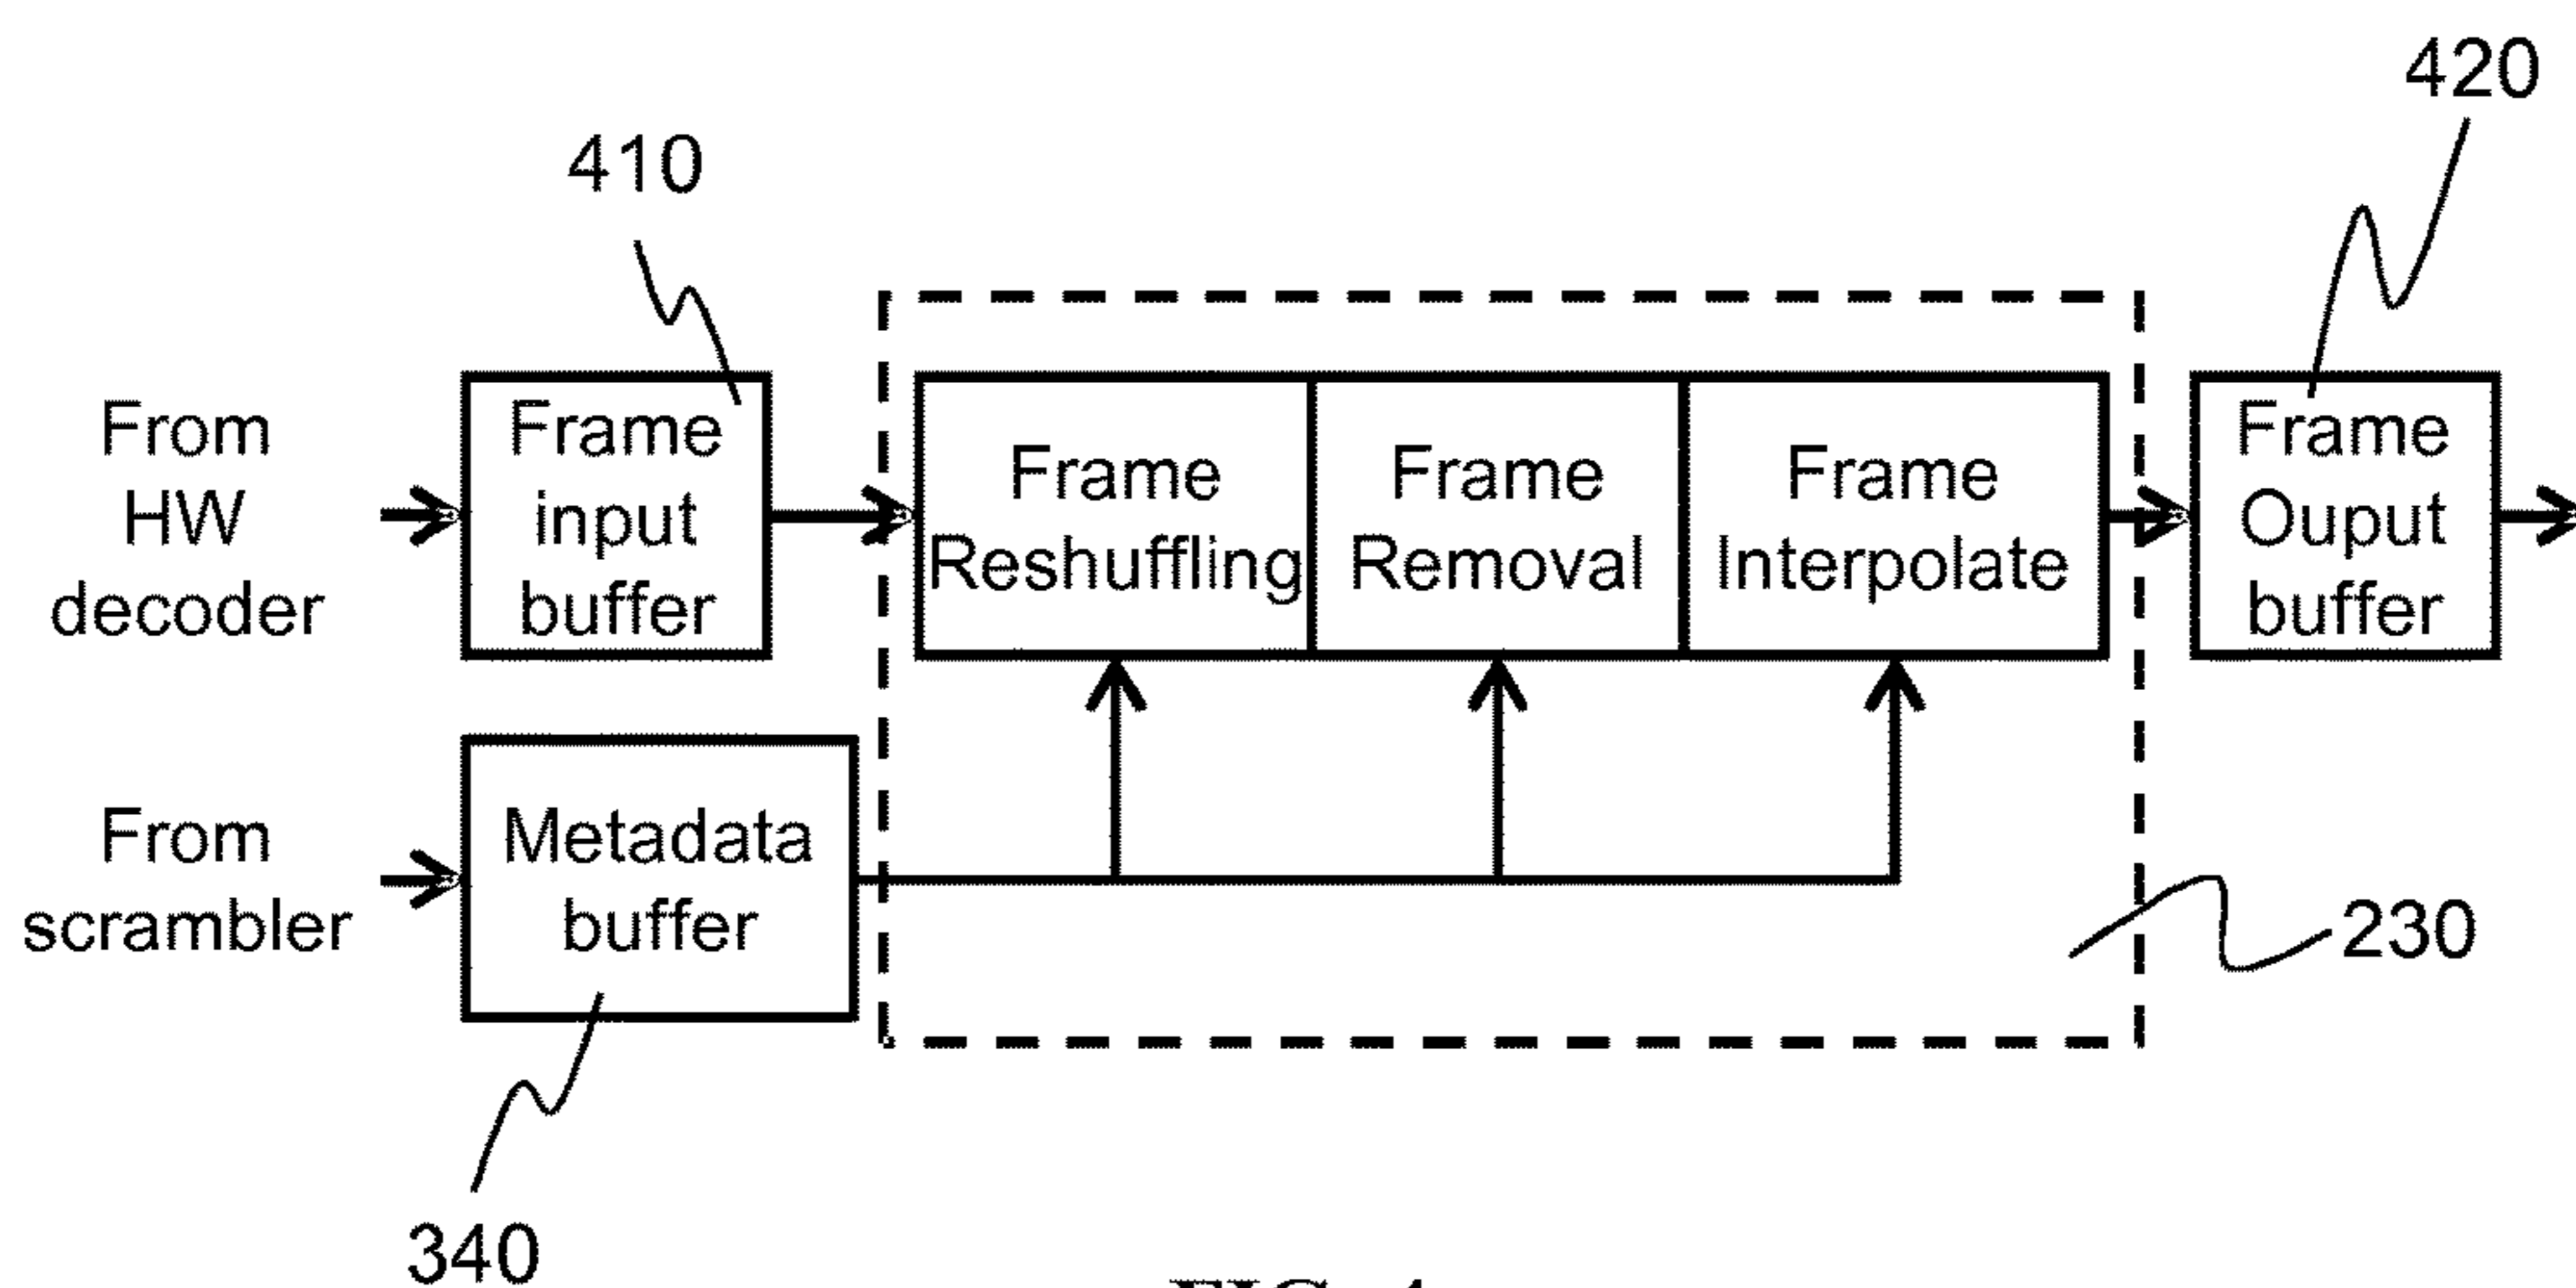 420
410
From
HW
decoder
Frame
input
buffer
Frame
Reshuffling
Frame
Removal
Frame
Interpolate
Frame
Ouput
buffer
From
scrambler
Metadata
buffer
230
340